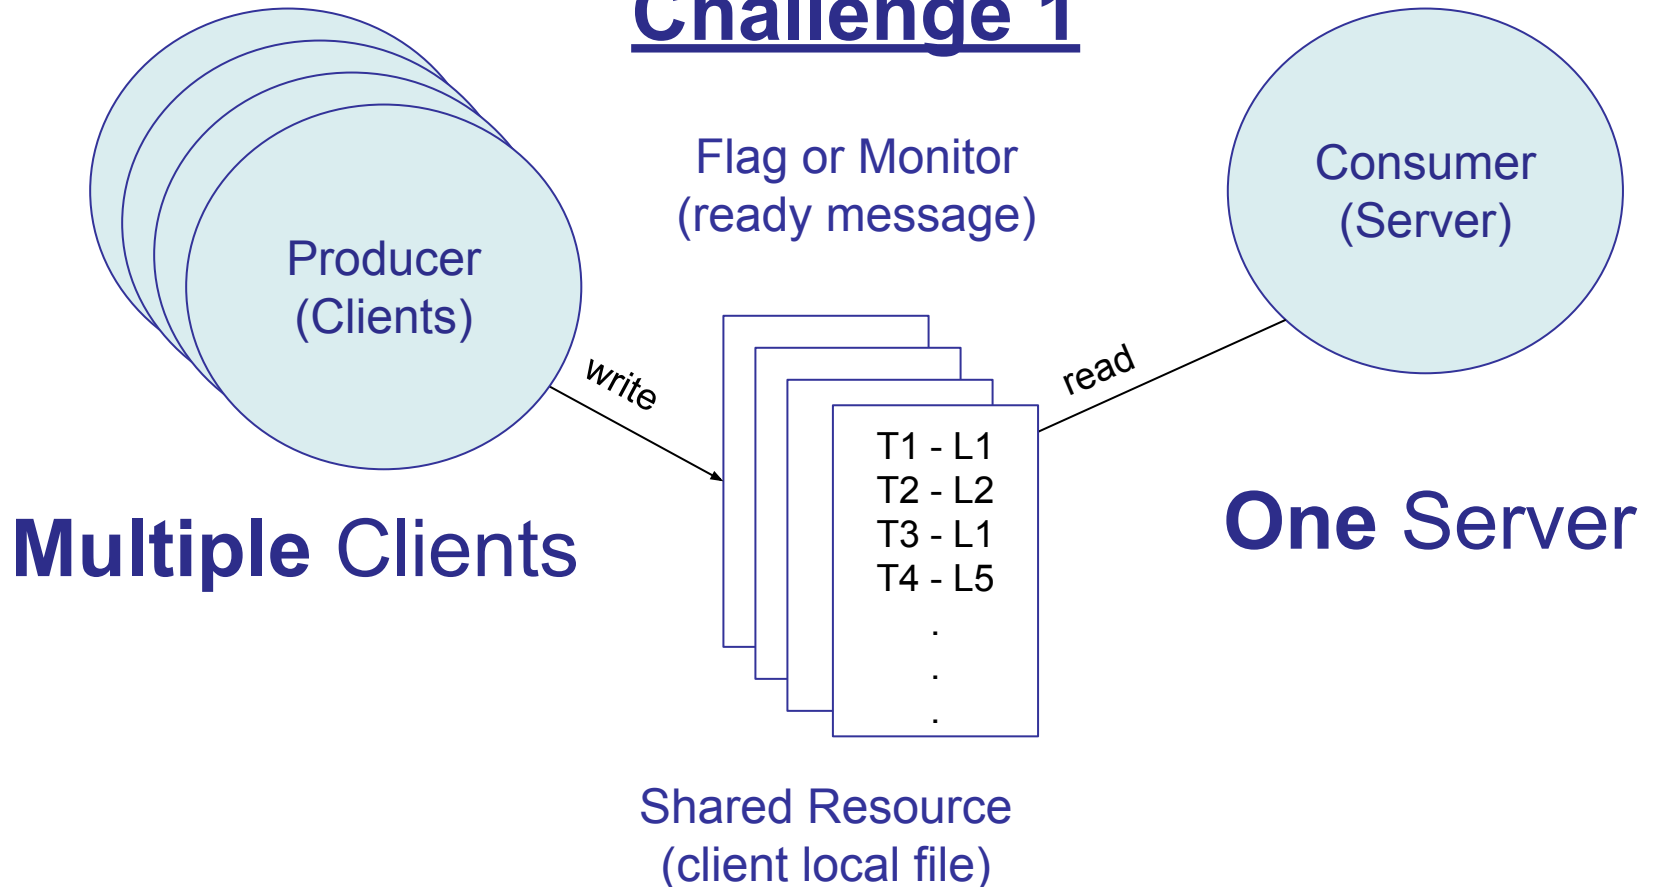 Challenge 1
Flag or Monitor
(ready message)
Consumer
(Server)
Producer
(Clients)
write
read
T1 - L1
T2 - L2
T3 - L1
T4 - L5
.
.
.
Multiple Clients
One Server
Shared Resource
(client local file)